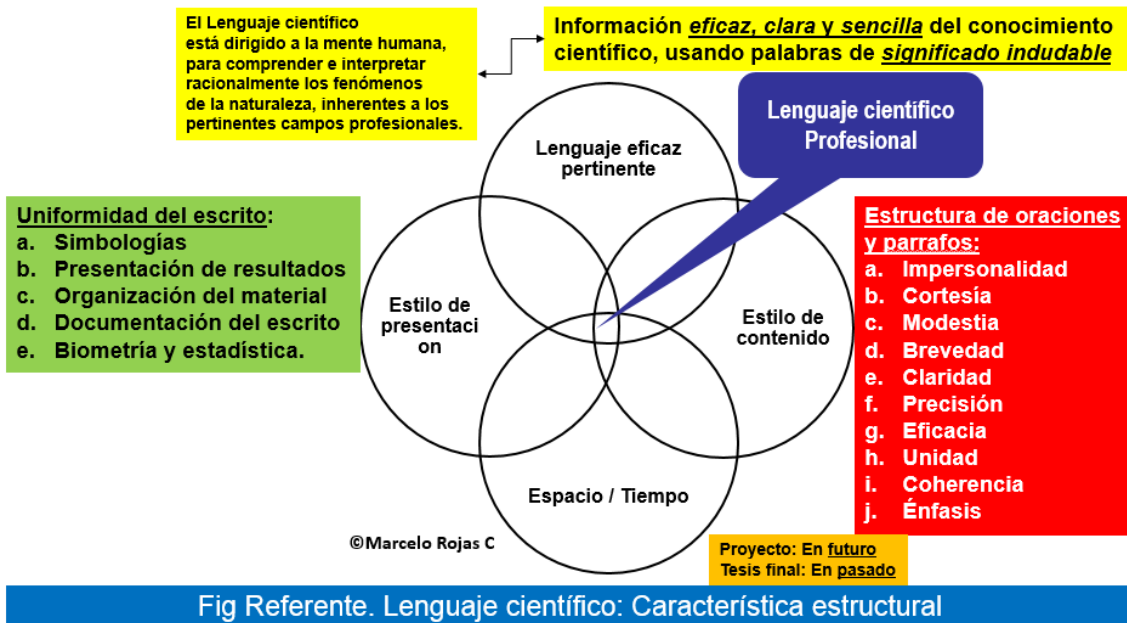 El Lenguaje científico
está dirigido a la mente humana,
para comprender e interpretar
racionalmente los fenómenos
de la naturaleza, inherentes a los
pertinentes campos profesionales.
Información eficaz, clara y sencilla del conocimiento
científico, usando palabras de significado indudable
Lenguaje científico
Profesional
Lenguaje eficaz
pertinente
Uniformidad del escrito:
a. Simbologías
b. Presentación de resultados
c. Organización del material
d. Documentación del escrito
e. Biometría y estadística.
Estilo de
presentaci
on
Estilo de
contenido
Estructura de oraciones
y parrafos:
a. Impersonalidad
b. Cortesía
c. Modestia
d. Brevedad
e. Claridad
f. Precisión
g. Eficacia
h. Unidad
i. Coherencia
j. Énfasis
Espacio / Tiempo
©Marcelo Rojas C
Proyecto: En futuro
Tesis final: En pasado
Fig Referente. Lenguaje científico: Característica estructural